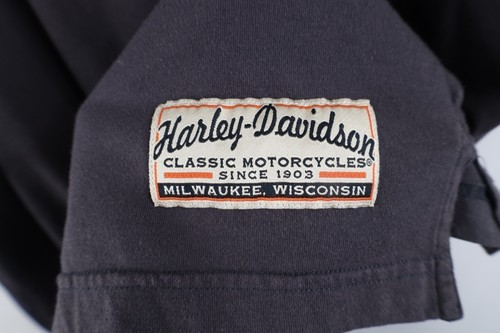 Harley-Davidson
CLASSIC MOTORCYCLES®
SINCE 1903
MILWAUKEE, WISCONSIN